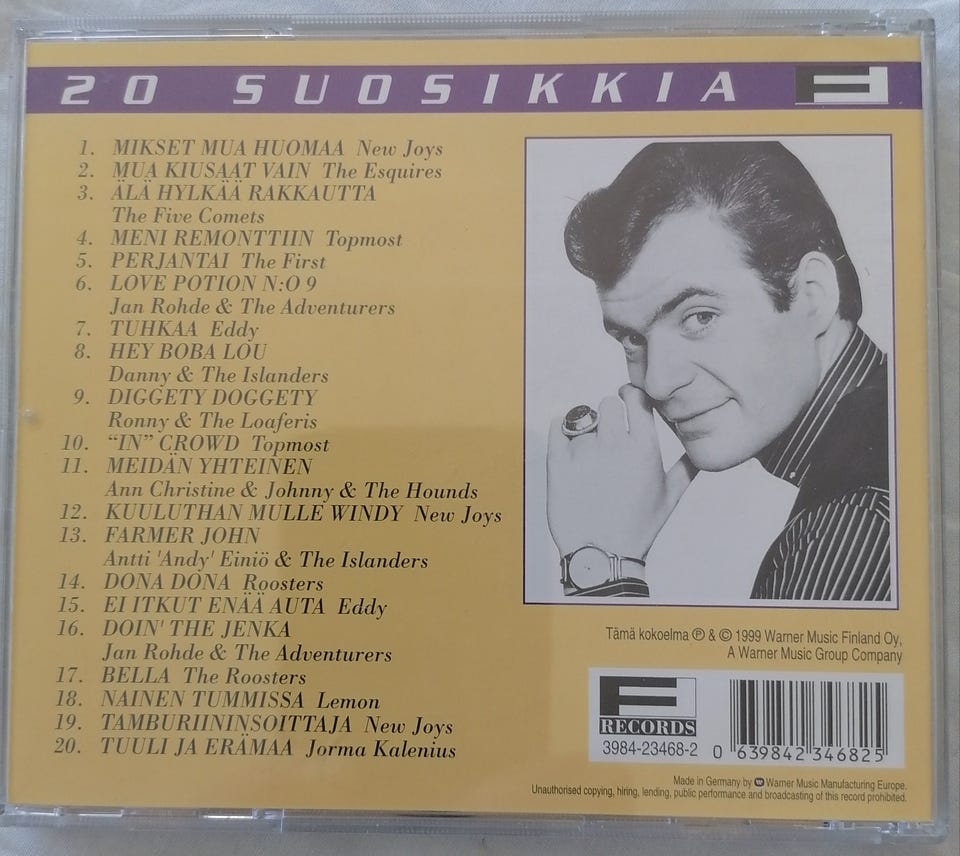 20 SUOSIKKIA F
1. MIKSET MUA HUOMAA New Joys
2. MUA KIUSAAT VAIN The Esquires
3. ÄLÄ HYLKÄÄ RAKKAUTTA
The Five Comets
4. MENI REMONTTIIN Topmost
5. PERJANTAI The First
6. LOVE POTION N:O 9
Jan Rohde & The Adventurers
7. TUHKAA Eddy
8. HEY BOBA LOU
Danny & The Islanders
9. DIGGETY DOGGETY
Ronny & The Loaferis
10. “IN” CROWD Topmost
11. MEIDÄN YHTEINEN
Ann Christine & Johnny & The Hounds
12. KUULUTHAN MULLE WINDY New Joys
13. FARMER JOHN
Antti 'Andy' Einiö & The Islanders
14. DONA DONA Roosters
15. EI ITKUT ENÄÄ AUTA Eddy
16. DOIN' THE JENKA
Jan Rohde & The Adventurers
17. BELLA The Roosters
18. NAINEN TUMMISSA Lemon
19. TAMBURIININSOITTAJA New Joys
20. TUULI JA ERÄMAA Jorma Kalenius
Tämä kokoelma ℗ & © 1999 Warner Music Finland Oy,
A Warner Music Group Company
F
RECORDS
3984-23468-2
0 639842 346825
Made in Germany by Warner Music Manufacturing Europe.
Unauthorised copying, hiring, lending, public performance and broadcasting of this record prohibited.